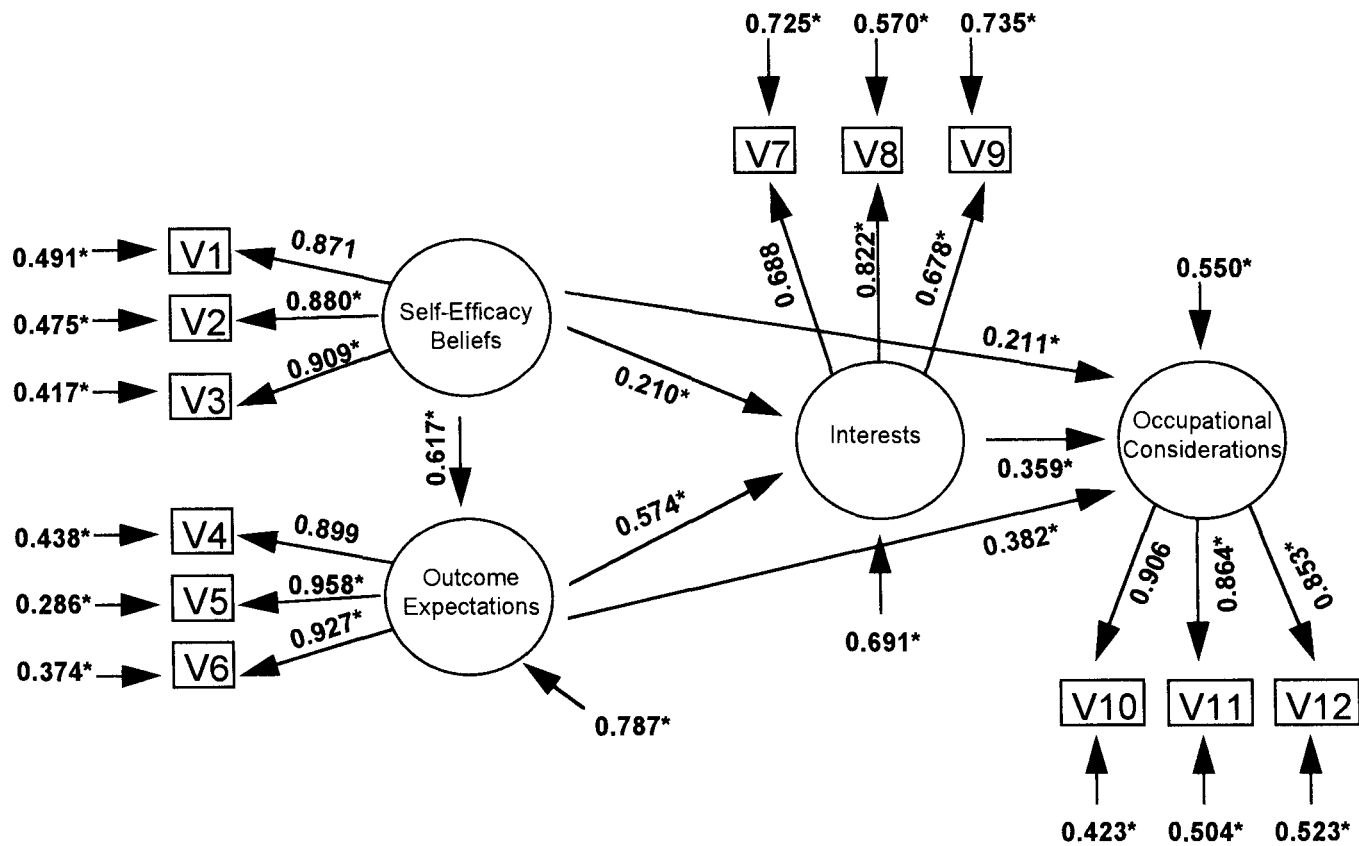 0.725* 0.570* 0.735*
V7 V8 V9
0.688 0.822* 0.678*
0.491* V1 0.871
0.475* V2 0.880*
0.417* V3 0.909*
Self-Efficacy
Beliefs
0.211*
0.210*
0.550*
0.617*
Interests
0.359*
Occupational
Considerations
0.438* V4 0.899
0.286* V5 0.958*
0.374* V6 0.927*
Outcome
Expectations
0.574*
0.382*
0.787*
0.691*
0.906 0.864* 0.853*
V10 V11 V12
0.423* 0.504* 0.523*